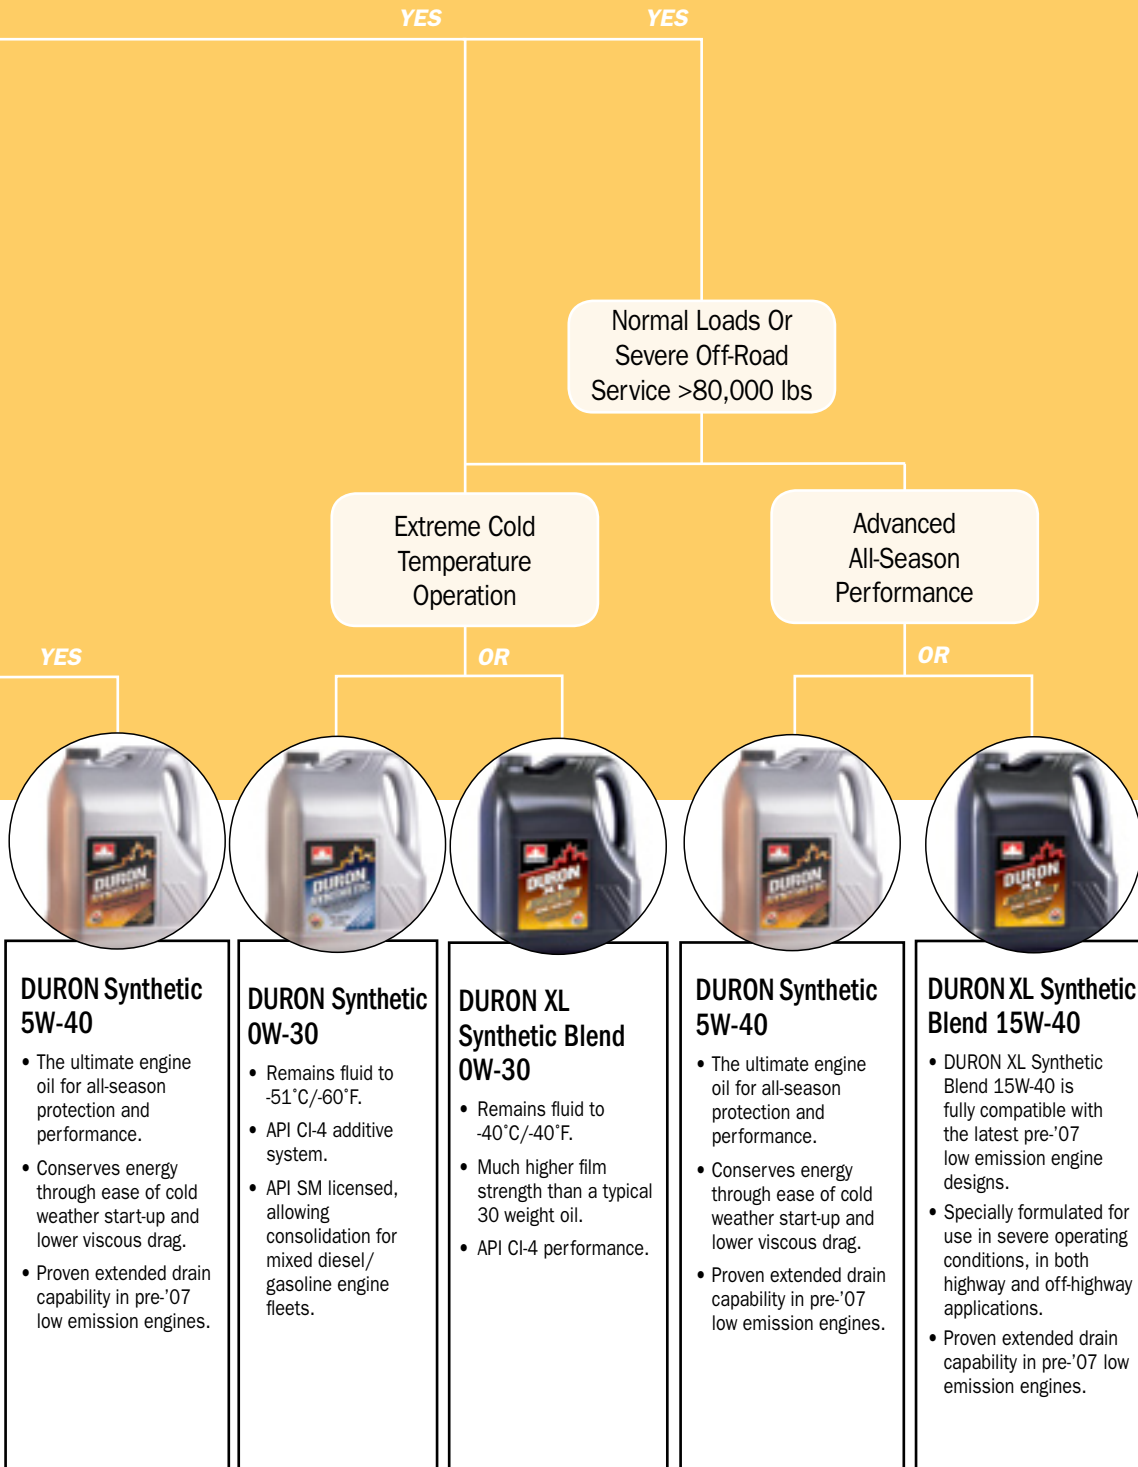 YES
YES
Normal Loads Or
Severe Off-Road
Service >80,000 lbs
Extreme Cold
Temperature
Operation
Advanced
All-Season
Performance
YES
OR
OR
DURON
SYNTHETIC
DURON
SYNTHETIC
DURON
XL
DURON
SYNTHETIC
DURON
XL
DURON Synthetic
5W-40
• The ultimate engine
oil for all-season
protection and
performance.
• Conserves energy
through ease of cold
weather start-up and
lower viscous drag.
• Proven extended drain
capability in pre-’07
low emission engines.
DURON Synthetic
0W-30
• Remains fluid to
-51˚C/-60˚F.
• API CI-4 additive
system.
• API SM licensed,
allowing
consolidation for
mixed diesel/
gasoline engine
fleets.
DURON XL
Synthetic Blend
0W-30
• Remains fluid to
-40˚C/-40˚F.
• Much higher film
strength than a typical
30 weight oil.
• API CI-4 performance.
DURON Synthetic
5W-40
• The ultimate engine
oil for all-season
protection and
performance.
• Conserves energy
through ease of cold
weather start-up and
lower viscous drag.
• Proven extended drain
capability in pre-’07
low emission engines.
DURON XL Synthetic
Blend 15W-40
• DURON XL Synthetic
Blend 15W-40 is
fully compatible with
the latest pre-’07
low emission engine
designs.
• Specially formulated for
use in severe operating
conditions, in both
highway and off-highway
applications.
• Proven extended drain
capability in pre-’07 low
emission engines.